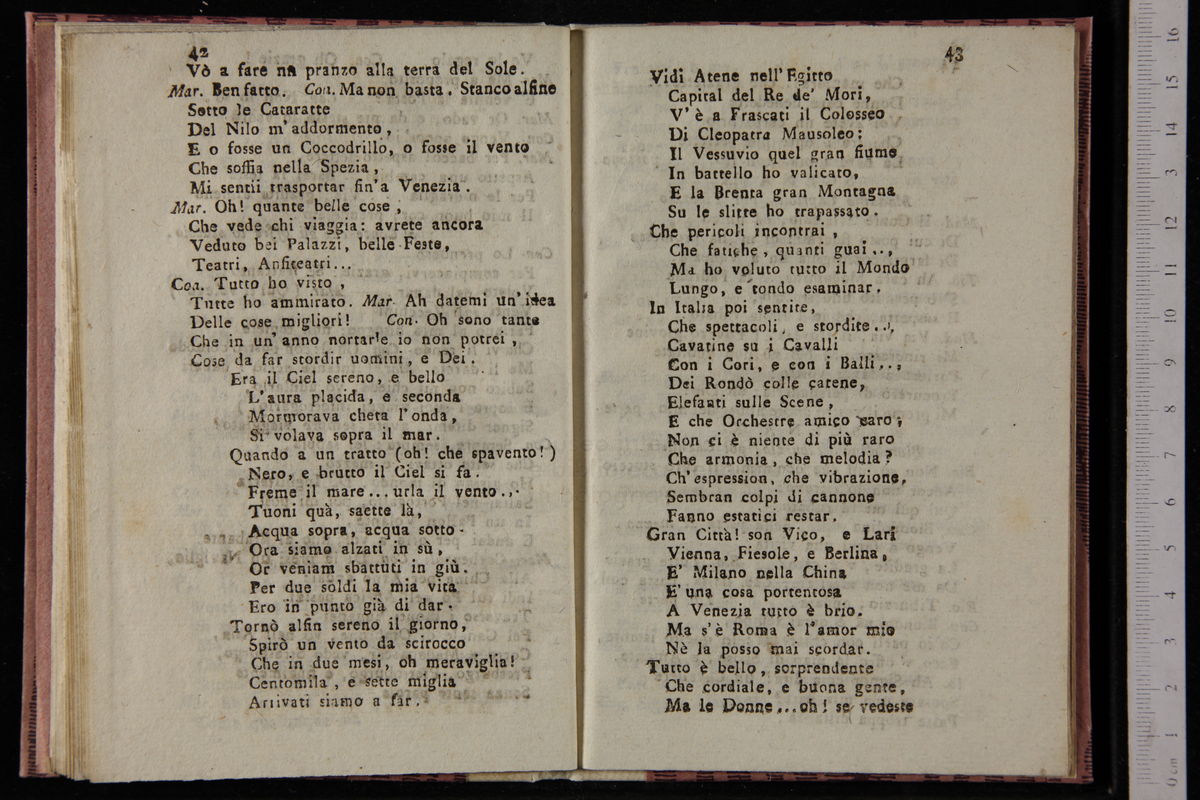 42
Vò a fare nn pranzo alla terra del Sole.
Mar. Ben fatto. Con. Ma non basta. Stanco alfine
Sotto le Cataratte
Del Nilo m'addormento,
E o fosse un Coccodrillo, o fosse il vento
Che soffia nella Spezia,
Mi sentii trasportar fin'a Venezia.
Mar. Oh! quante belle cose,
Che vede chi viaggia: avrete ancora
Veduto bei Palazzi, belle Feste,
Teatri, Anfiteatri...
Con. Tutto ho visto,
Tutte ho ammirato. Mar. Ah datemi un'idea
Delle cose migliori! Con. Oh sono tante
Che in un'anno nortarle io non potrei,
Cose da far stordir uomini, e Dei.
Era il Ciel sereno, e bello
L'aura placida, e seconda
Mormorava cheta l'onda,
Si volava sopra il mar.
Quando a un tratto (oh! che spavento!)
Nero, e brutto il Ciel si fa.
Freme il mare... urla il vento...
Tuoni quà, saette là,
Acqua sopra, acqua sotto.
Ora siamo alzati in sù,
Or veniam sbattuti in giù.
Per due soldi la mia vita
Ero in punto già di dar.
Tornò alfin sereno il giorno,
Spirò un vento da scirocco
Che in due mesi, oh meraviglia!
Centomila, e sette miglia
Arrivati siamo a far.
43
Vidi Atene nell'Egitto
Capital del Re de' Mori,
V'è a Frascati il Colosseo
Di Cleopatra Mausoleo:
Il Vessuvio quel gran fiume
In battello ho valicato,
E la Brenta gran Montagna
Su le slitte ho trapassato.
Che pericoli incontrai,
Che fatiche, quanti guai..,
Ma ho voluto tutto il Mondo
Lungo, e tondo esaminar.
In Italia poi sentite,
Che spettacoli, e stordite..,
Cavatine su i Cavalli
Con i Cori, e con i Balli..,
Dei Rondò colle catene,
Elefanti sulle Scene,
E che Orchestre amico caro;
Non ci è niente di più raro
Che armonia, che melodia?
Ch'espression, che vibrazione,
Sembran colpi di cannone
Fanno estatici restar.
Gran Città! son Vico, e Lari
Vienna, Fiesole, e Berlina,
E' Milano nella China
E' una cosa portentosa
A Venezia tutto è brio.
Ma s'è Roma è l'amor mio
Nè la posso mai scordar.
Tutto è bello, sorprendente
Che cordiale, e buona gente,
Ma le Donne... oh! se vedeste